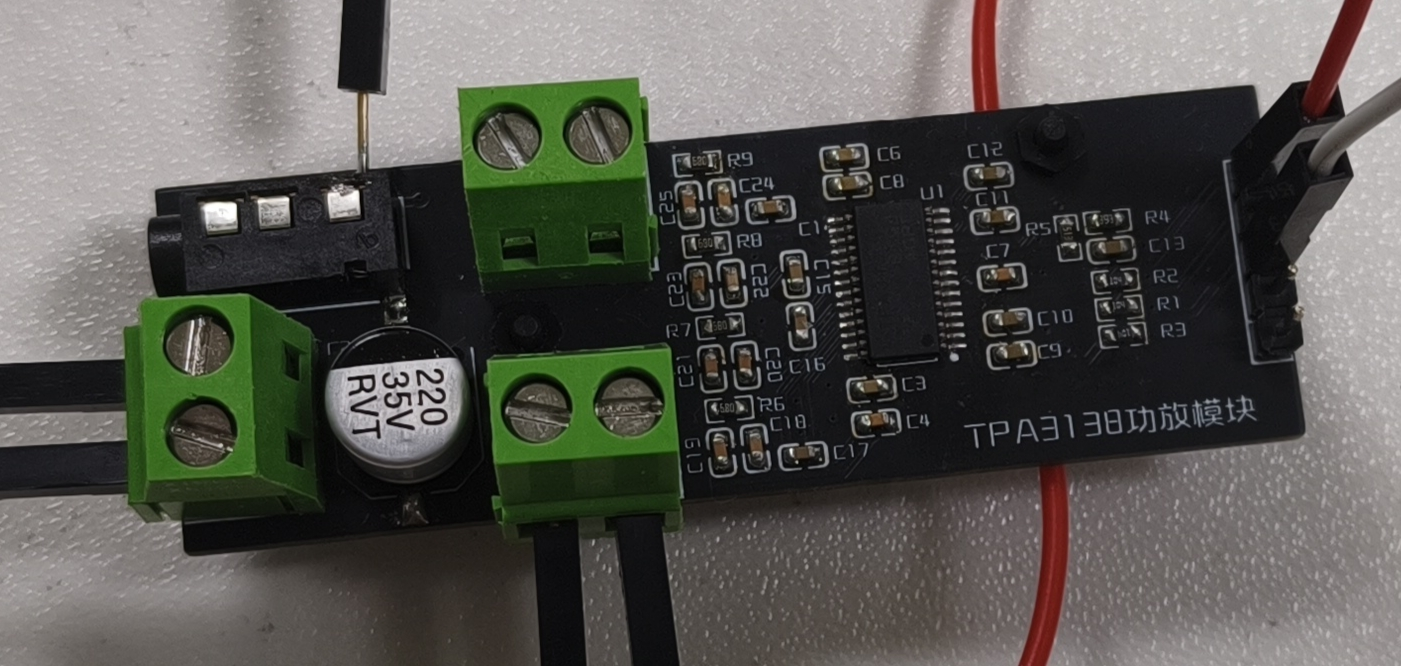 R9
C6
C12
C24
C8
U1
C25
C11
C1
R5
R4
R8
C7
C13
C23
C22
C15
R2
R7
C10
R1
C16
C9
R3
C21
C20
C3
R6
C18
C4
C19
C17
220
35V
RVT
TPA3138功放模块